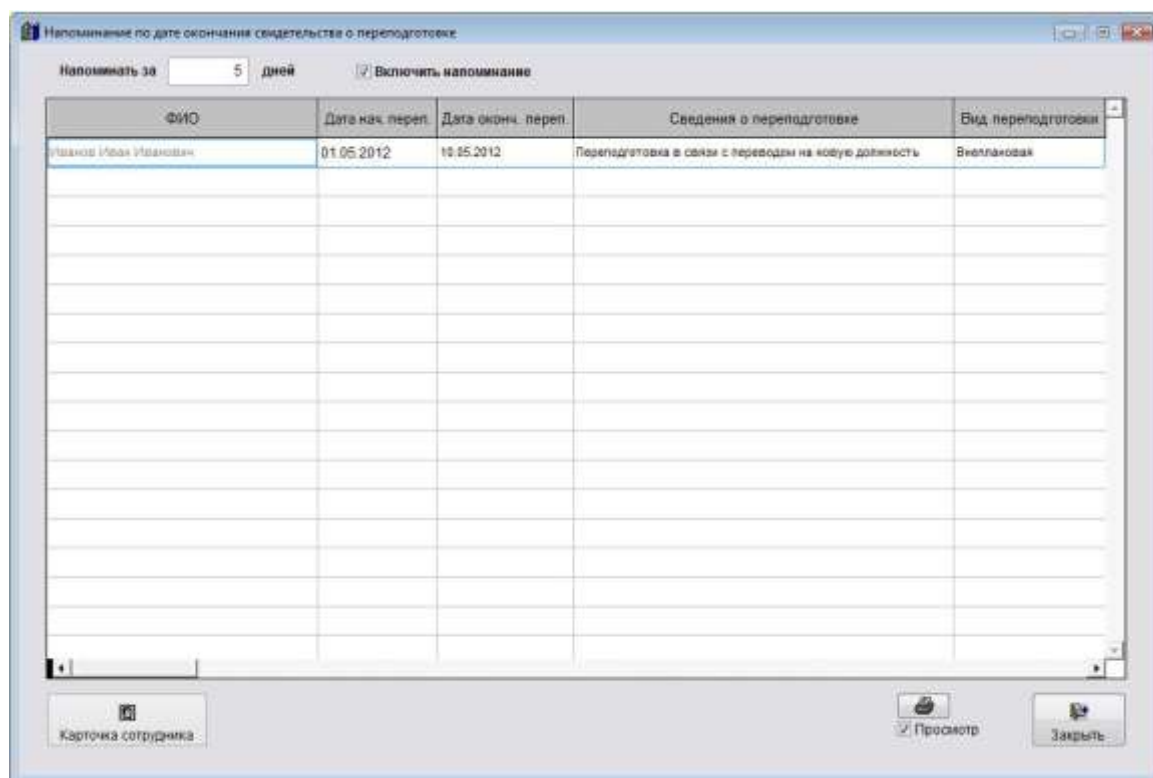 Напоминание по дате окончания свидетельства о переподготовке
Напоминать за 5 дней Включить напоминание
ФИО Дата нач. переп. Дата оконч. переп. Сведения о переподготовке Вид переподготовки
Иванов Иван Иванович 01.05.2012 10.05.2012 Переподготовка в связи с переводом на новую должность Внеплановая
Карточка сотрудника Просмотр Закрыть